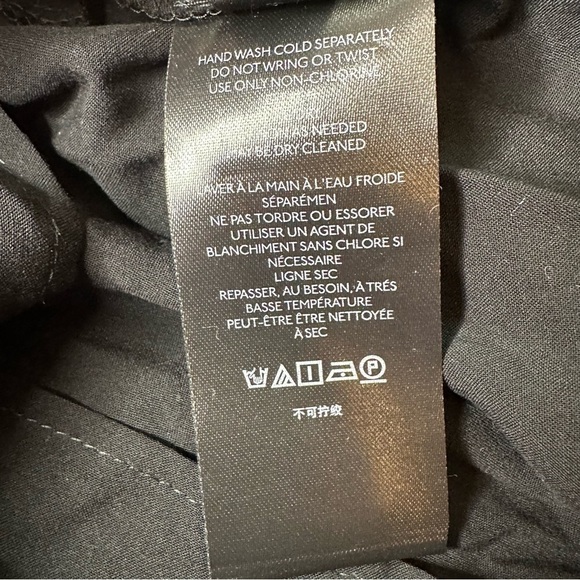 HAND WASH COLD SEPARATELY
DO NOT WRING OR TWIST
USE ONLY NON-CHLORINE
AS NEEDED
BE DRY CLEANED
AVER À LA MAIN À L'EAU FROIDE
SÉPARÉMEN
NE PAS TORDRE OU ESSORER
UTILISER UN AGENT DE
BLANCHIMENT SANS CHLORE SI
NÉCESSAIRE
LIGNE SEC
REPASSER, AU BESOIN, À TRÉS
BASSE TEMPÉRATURE
PEUT-ÊTRE ÊTRE NETTOYÉE
À SEC
P
不可拧绞